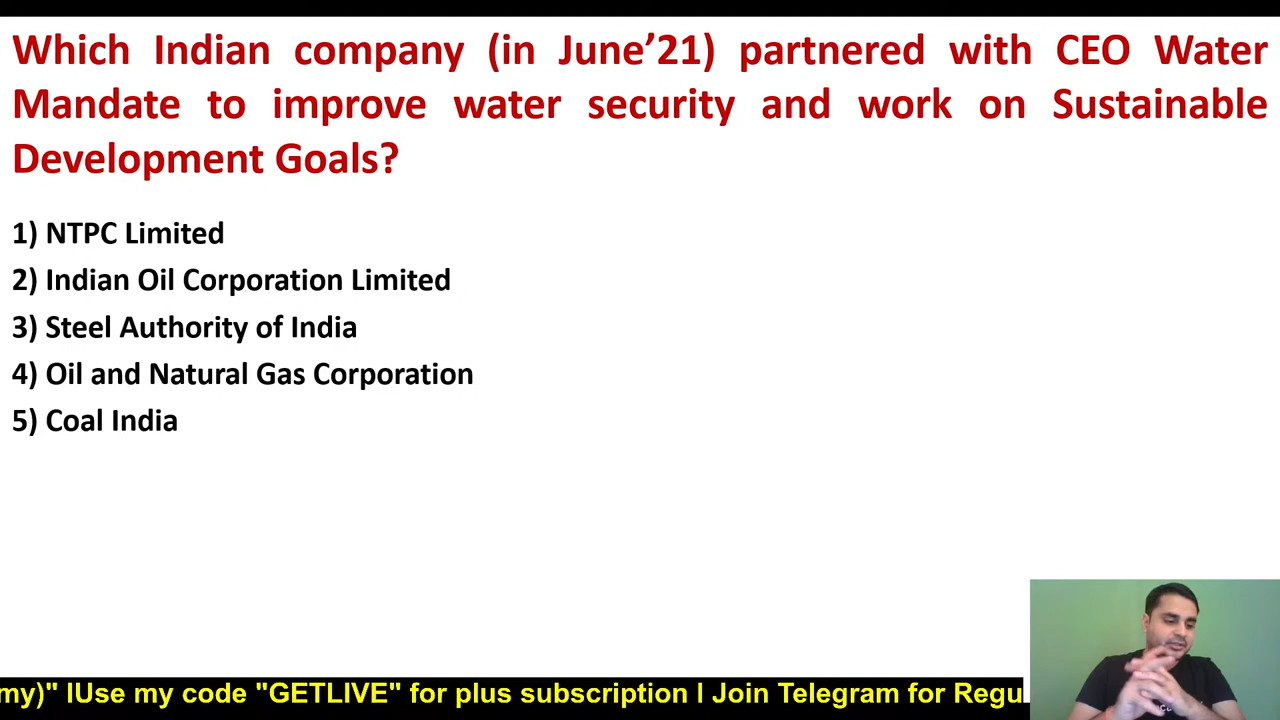 Which Indian company (in June’21) partnered with CEO Water
Mandate to improve water security and work on Sustainable
Development Goals?
1) NTPC Limited
2) Indian Oil Corporation Limited
3) Steel Authority of India
4) Oil and Natural Gas Corporation
5) Coal India
my)" lUse my code "GETLIVE" for plus subscription l Join Telegram for Regu